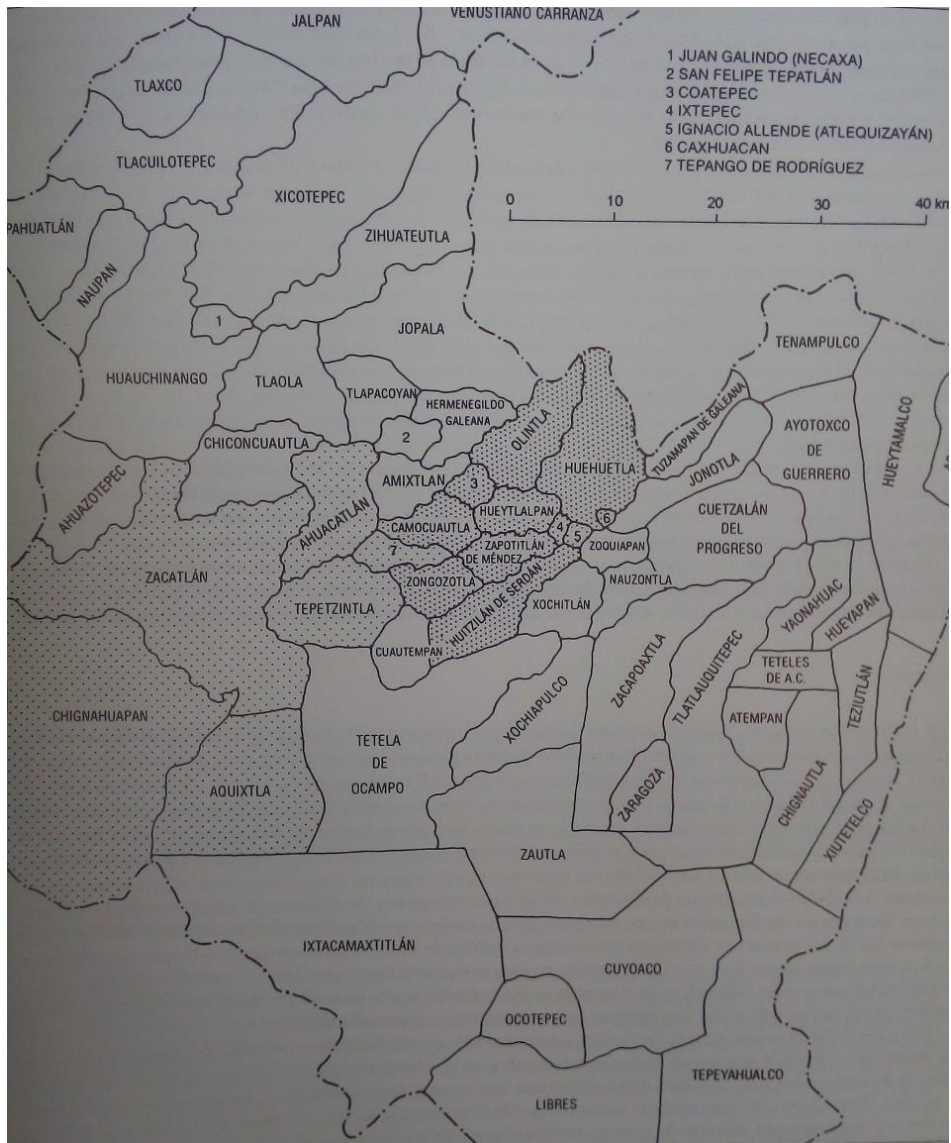 VENUSTIANO CARRANZA
JALPAN
1 JUAN GALINDO (NECAXA)
2 SAN FELIPE TEPATLÁN
3 COATEPEC
4 IXTEPEC
5 IGNACIO ALLENDE (ATLEQUIZAYÁN)
6 CAXHUACAN
7 TEPANGO DE RODRÍGUEZ
TLAXCO
TLACUILOTEPEC
XICOTEPEC
0 10 20 30 40 km
PAHUATLÁN
ZIHUATEUTLA
NAUPAN
1
JOPALA
TENAMPULCO
HUAUCHINANGO
TLAOLA
TLAPACOYAN
HERMENEGILDO
GALEANA
TUZAMAPAN DE GALEANA
HUEYTAMALCO
OLINTLA
AYOTOXCO
DE
GUERRERO
2
CHICONCUAUTLA
HUEHUETLA
JONOTLA
AHUAZOTEPEC
AMIXTLAN
3
AHUACATLÁN
HUEYTLALPAN
CUETZALÁN
DEL
PROGRESO
CAMOCUAUTLA
4
5
6
7
ZAPOTITLÁN
DE MÉNDEZ
ZOQUIAPAN
ZACATLÁN
ZONGOZOTLA
NAUZONTLA
YAONAHUAC
HUEYAPAN
TEPETZINTLA
HUITZILÁN DE SERDÁN
XOCHITLÁN
CUAUTEMPAN
ZACAPOAXTLA
TLATLAUQUITEPEC
TETELES
DE A.C.
TEZIUTLÁN
CHIGNAHUAPAN
XOCHIAPULCO
ATEMPAN
TETELA
DE
OCAMPO
AQUIXTLA
ZARAGOZA
CHIGNAUTLA
XIUTETELCO
ZAUTLA
IXTACAMAXTITLÁN
CUYOACO
OCOTEPEC
TEPEYAHUALCO
LIBRES